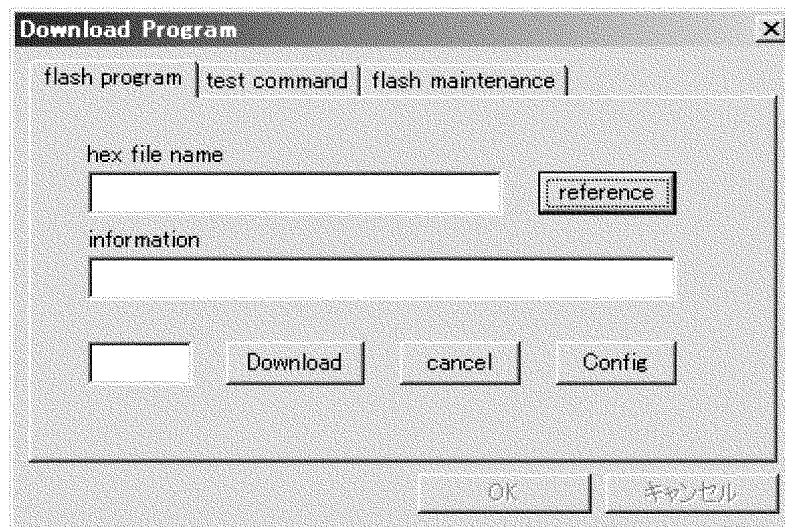 Download Program
flash program test command flash maintenance
hex file name
reference
information
Download cancel Config
OK キャンセル